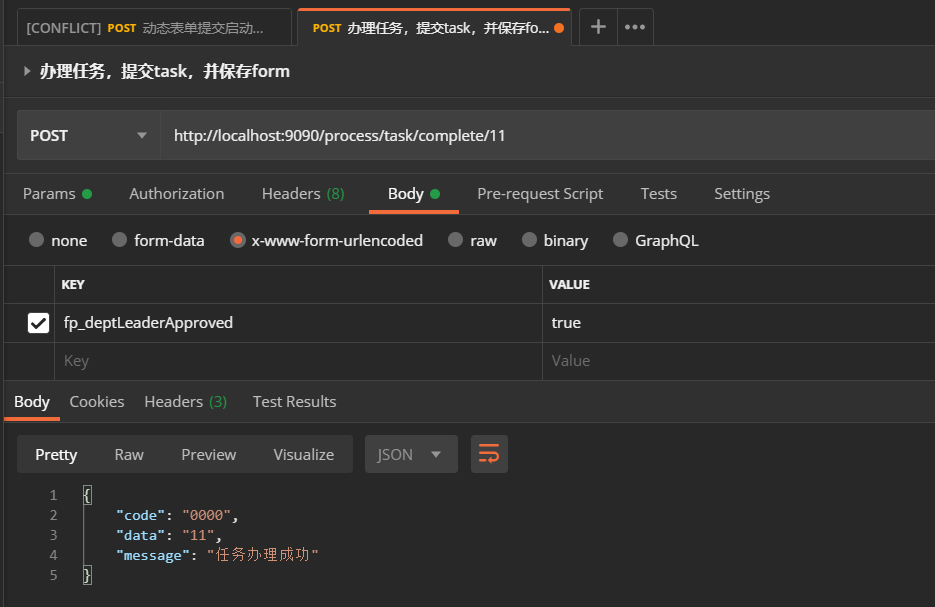 [CONFLICT] POST 动态表单提交启动... POST 办理任务，提交task，并保存fo...
办理任务，提交task，并保存form
POST http://localhost:9090/process/task/complete/11
Params Authorization Headers (8) Body Pre-request Script Tests Settings
none form-data x-www-form-urlencoded raw binary GraphQL
KEY VALUE
fp_deptLeaderApproved true
Key Value
Body Cookies Headers (3) Test Results
Pretty Raw Preview Visualize JSON
1 {
2 "code": "0000",
3 "data": "11",
4 "message": "任务办理成功"
5 }